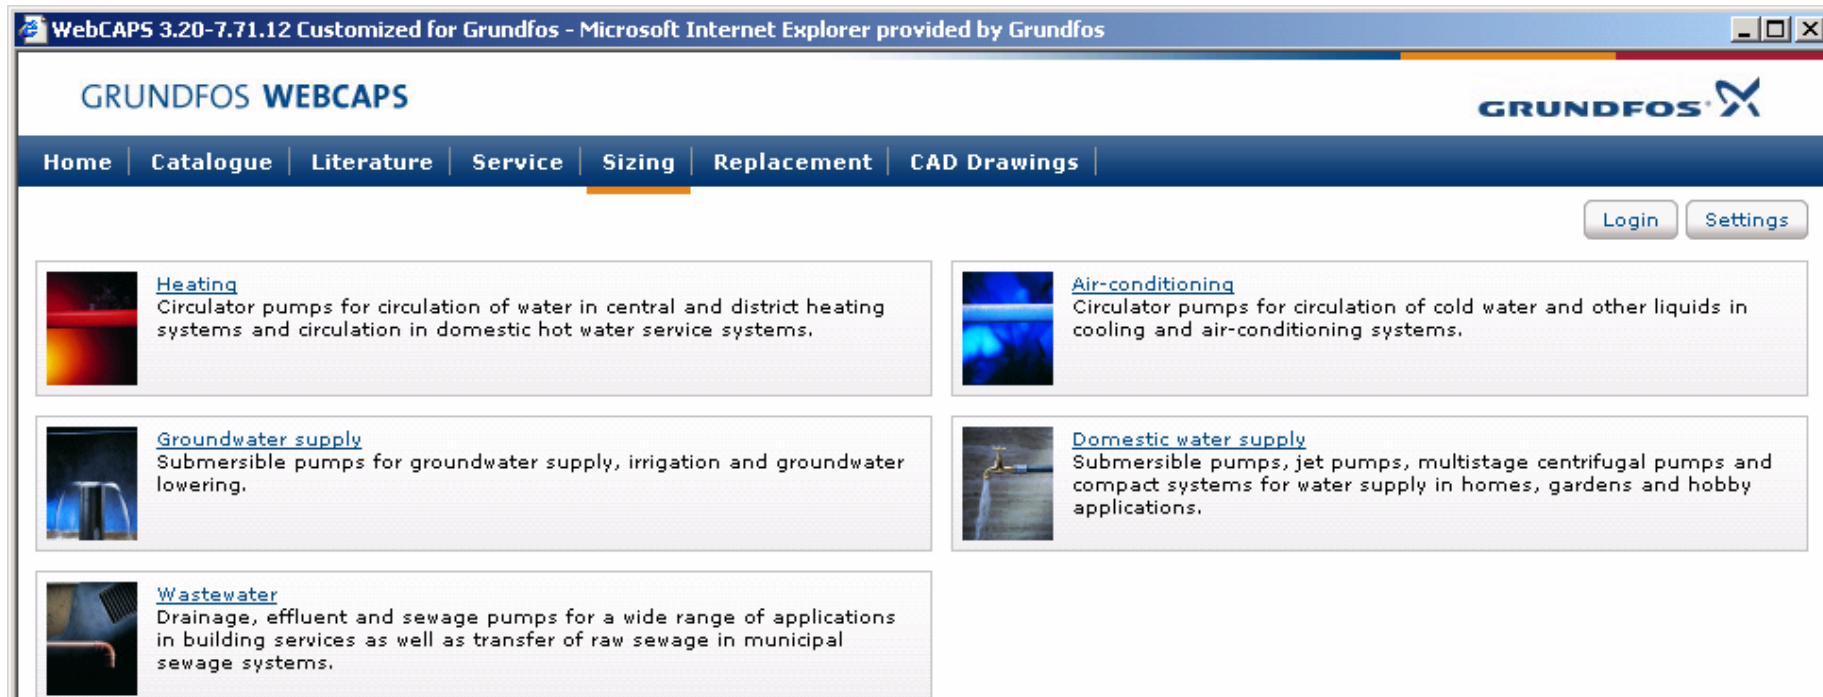 WebCAPS 3.20-7.71.12 Customized for Grundfos - Microsoft Internet Explorer provided by Grundfos
GRUNDFOS WEBCAPS
GRUNDFOS
Home | Catalogue | Literature | Service | Sizing | Replacement | CAD Drawings |
Login Settings
Heating
Circulator pumps for circulation of water in central and district heating
systems and circulation in domestic hot water service systems.
Air-conditioning
Circulator pumps for circulation of cold water and other liquids in
cooling and air-conditioning systems.
Groundwater supply
Submersible pumps for groundwater supply, irrigation and groundwater
lowering.
Domestic water supply
Submersible pumps, jet pumps, multistage centrifugal pumps and
compact systems for water supply in homes, gardens and hobby
applications.
Wastewater
Drainage, effluent and sewage pumps for a wide range of applications
in building services as well as transfer of raw sewage in municipal
sewage systems.